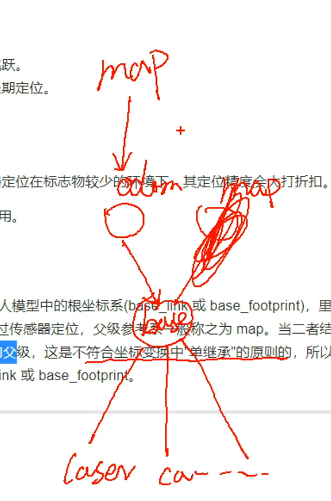 跃。
期定位。
map
定位在标志物较少的环境下，其定位精度会大打折扣。
odom
map
用。
人模型中的根坐标系(base_link 或 base_footprint)，里
过传感器定位，父级参考系一般称之为 map。当二者结
base
的父级，这是不符合坐标变换中"单继承"的原则的，所以
ink 或 base_footprint。
laser
ca----